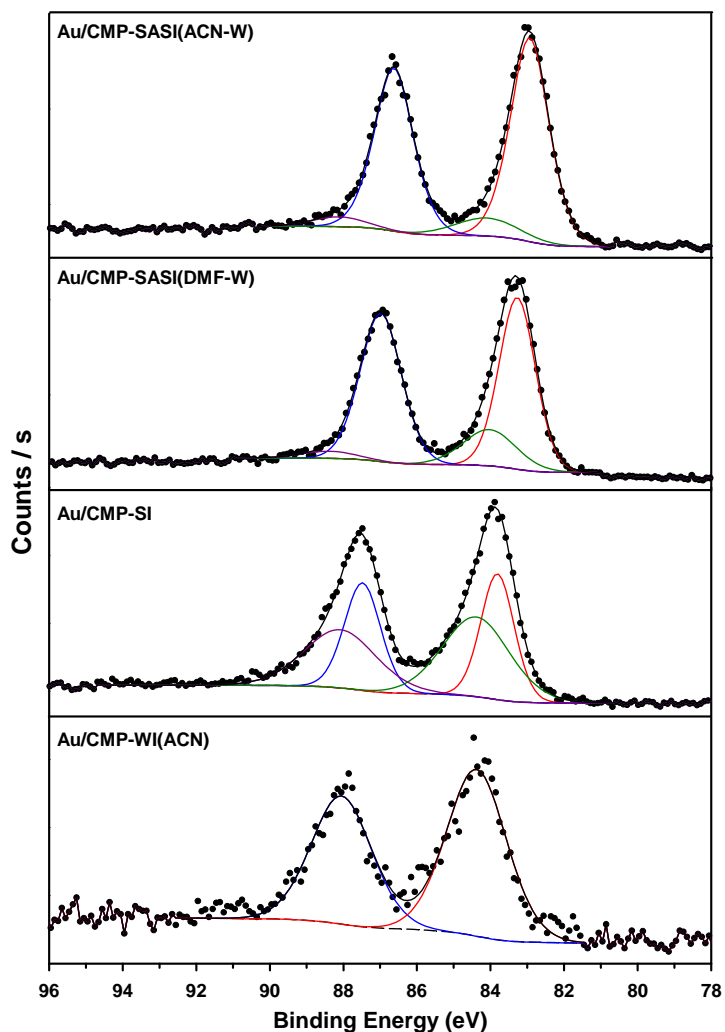 Au/CMP-SASI(ACN-W)
Au/CMP-SASI(DMF-W)
Au/CMP-SI
Au/CMP-WI(ACN)
Counts / s
96 94 92 90 88 86 84 82 80 78
Binding Energy (eV)